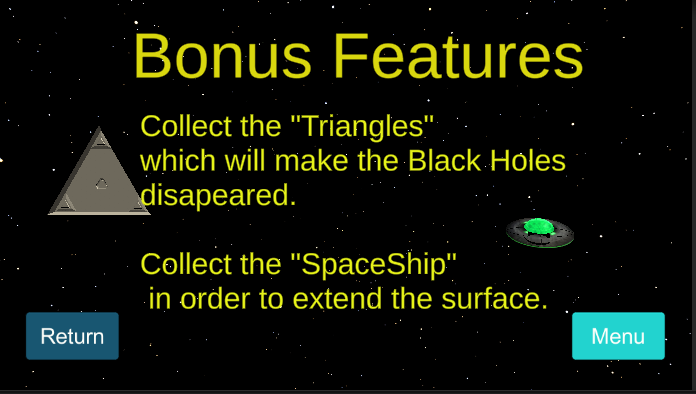 Bonus Features
Collect the "Triangles"
which will make the Black Holes
disapeared.
Collect the "SpaceShip"
in order to extend the surface.
Return
Menu